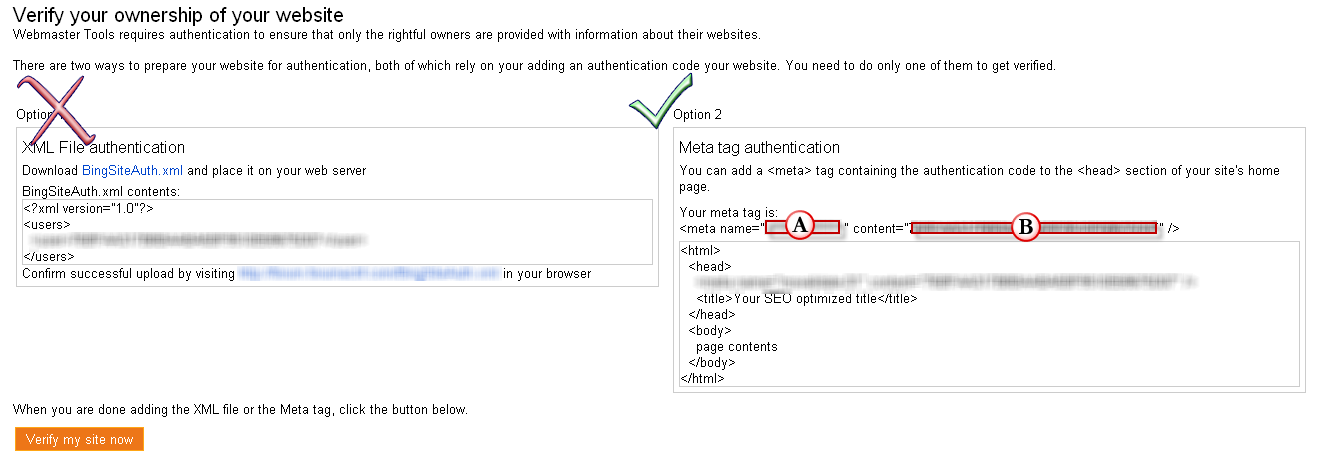 Verify your ownership of your website
Webmaster Tools requires authentication to ensure that only the rightful owners are provided with information about their websites.
There are two ways to prepare your website for authentication, both of which rely on your adding an authentication code your website. You need to do only one of them to get verified.
Option
XML File authentication
Download BingSiteAuth.xml and place it on your web server
BingSiteAuth.xml contents:
<?xml version="1.0"?>
<users>
</users>
Confirm successful upload by visiting in your browser
Option 2
Meta tag authentication
You can add a <meta> tag containing the authentication code to the <head> section of your site's home
page.
Your meta tag is:
<meta name="A" content="B" />
<html>
<head>
<title>Your SEO optimized title</title>
</head>
<body>
page contents
</body>
</html>
When you are done adding the XML file or the Meta tag, click the button below.
Verify my site now